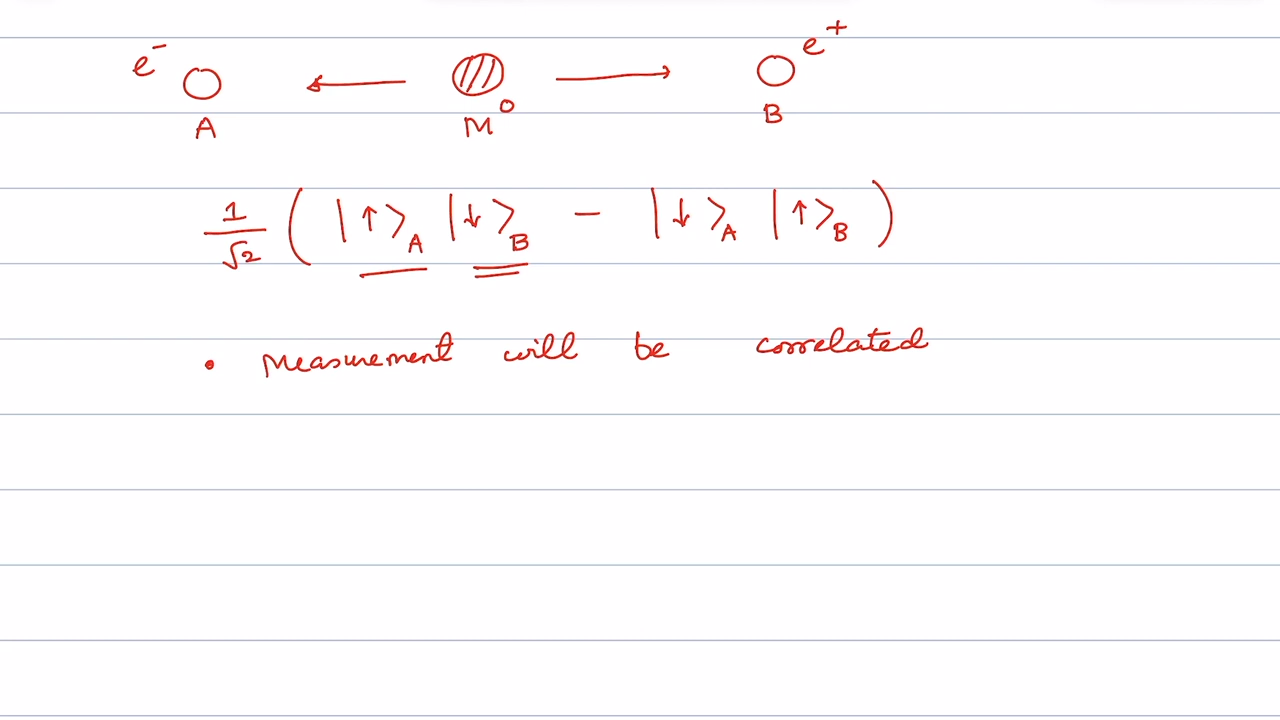 e⁻ A ← M⁰ → B e⁺
1/√2 ( |↑⟩_A |↓⟩_B − |↓⟩_A |↑⟩_B )
• Measurement will be correlated